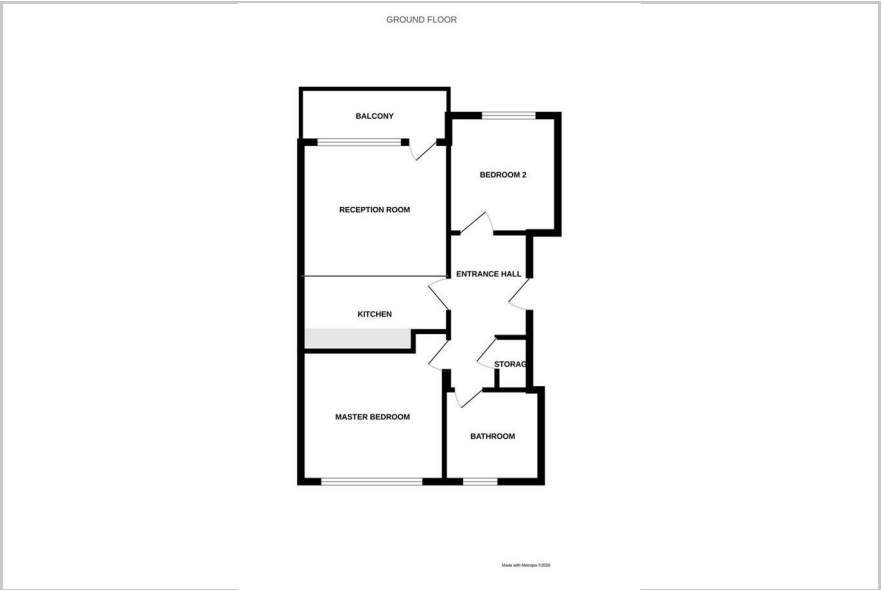 GROUND FLOOR
BALCONY
BEDROOM 2
RECEPTION ROOM
ENTRANCE HALL
KITCHEN
STORAG
MASTER BEDROOM
BATHROOM
Made with Metropix ©2026